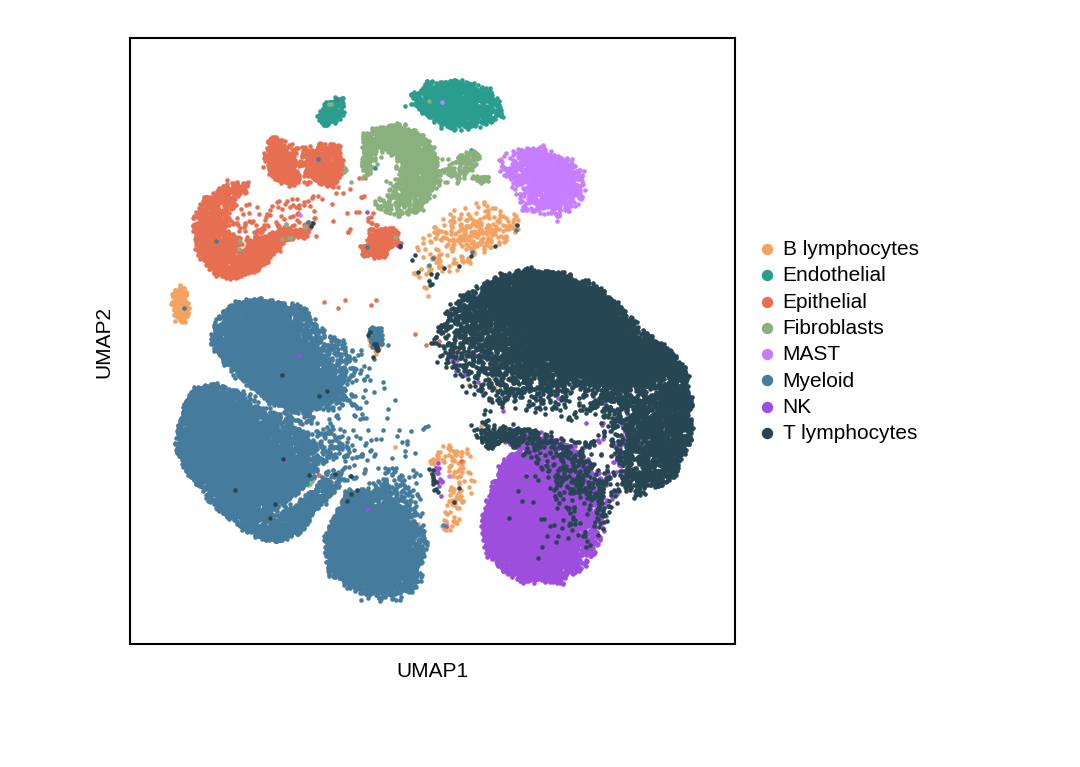 B lymphocytes
Endothelial
Epithelial
Fibroblasts
MAST
Myeloid
NK
T lymphocytes
UMAP2
UMAP1